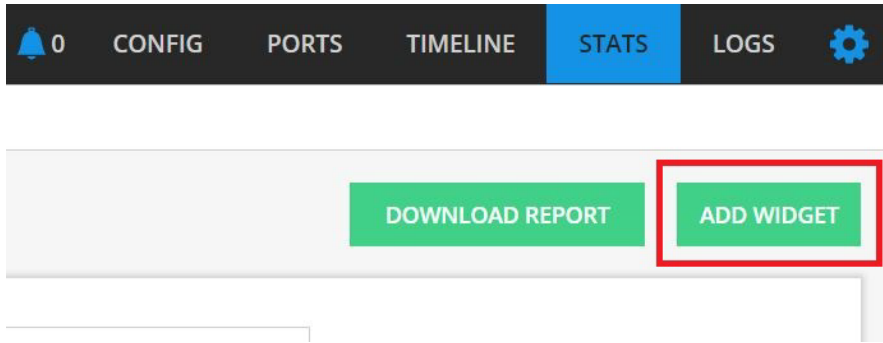 0 CONFIG PORTS TIMELINE STATS LOGS
DOWNLOAD REPORT ADD WIDGET